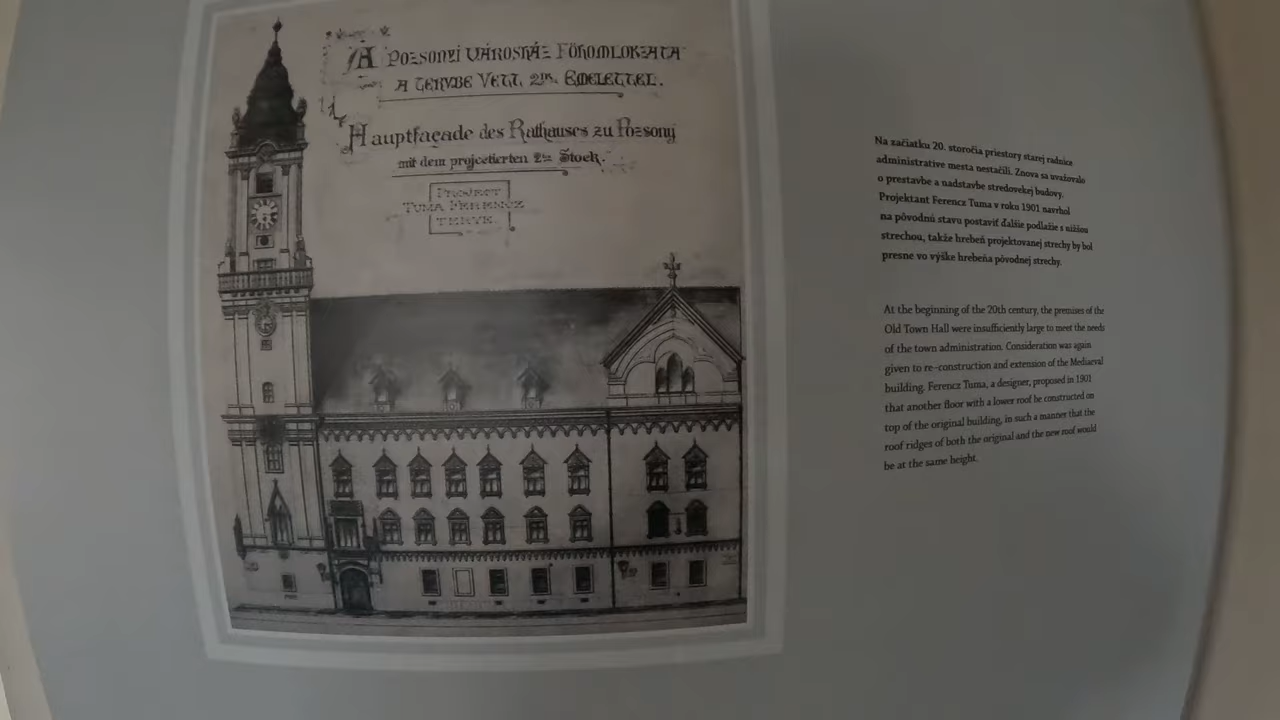 A POZSONYI VÁROSHÁZ FŐHOMLOKZATA
A TERVBE VETT, 2IK EMELETTEL.
Hauptfaçade des Rathauses zu Pozsony
mit dem projectierten 2ten Stock.
PROJECT
TUMA FERENCZ
TERVE.
Na začiatku 20. storočia priestory starej radnice
administratíve mesta nestačili. Znova sa uvažovalo
o prestavbe a nadstavbe stredovekej budovy.
Projektant Ferencz Tuma v roku 1901 navrhol
na pôvodnú stavu postaviť ďalšie podlažie s nižšou
strechou, takže hrebeň projektovanej strechy by bol
presne vo výške hrebeňa pôvodnej strechy.
At the beginning of the 20th century, the premises of the
Old Town Hall were insufficiently large to meet the needs
of the town administration. Consideration was again
given to re-construction and extension of the Mediaeval
building. Ferencz Tuma, a designer, proposed in 1901
that another floor with a lower roof he constructed on
top of the original building, in such a manner that the
roof ridges of both the original and the new roof would
be at the same height.